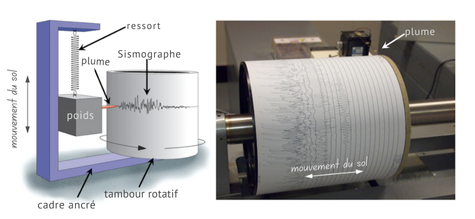 ressort
Sismographe
plume
mouvement du sol
poids
tambour rotatif
cadre ancré
plume
mouvement du sol